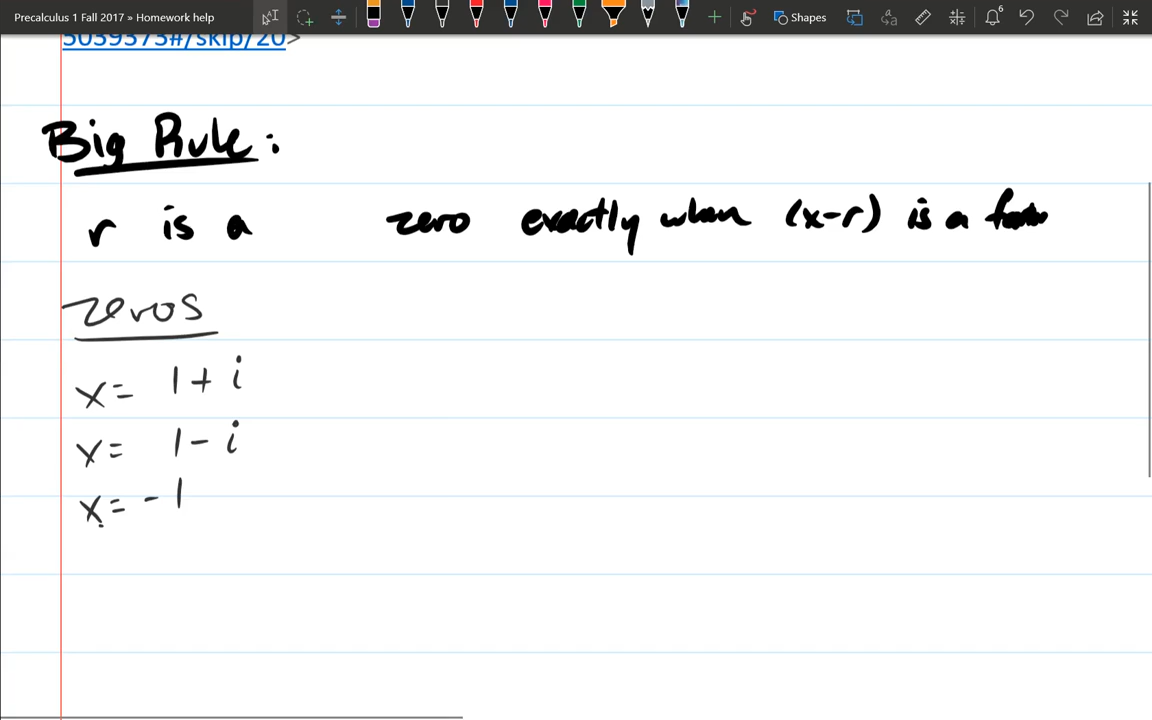 Precalculus 1 Fall 2017 » Homework help
Shapes
6
5039373#/skip/20>
Big Rule:
r is a zero exactly when (x-r) is a
zeros
x= 1+i
x= 1-i
x= -1